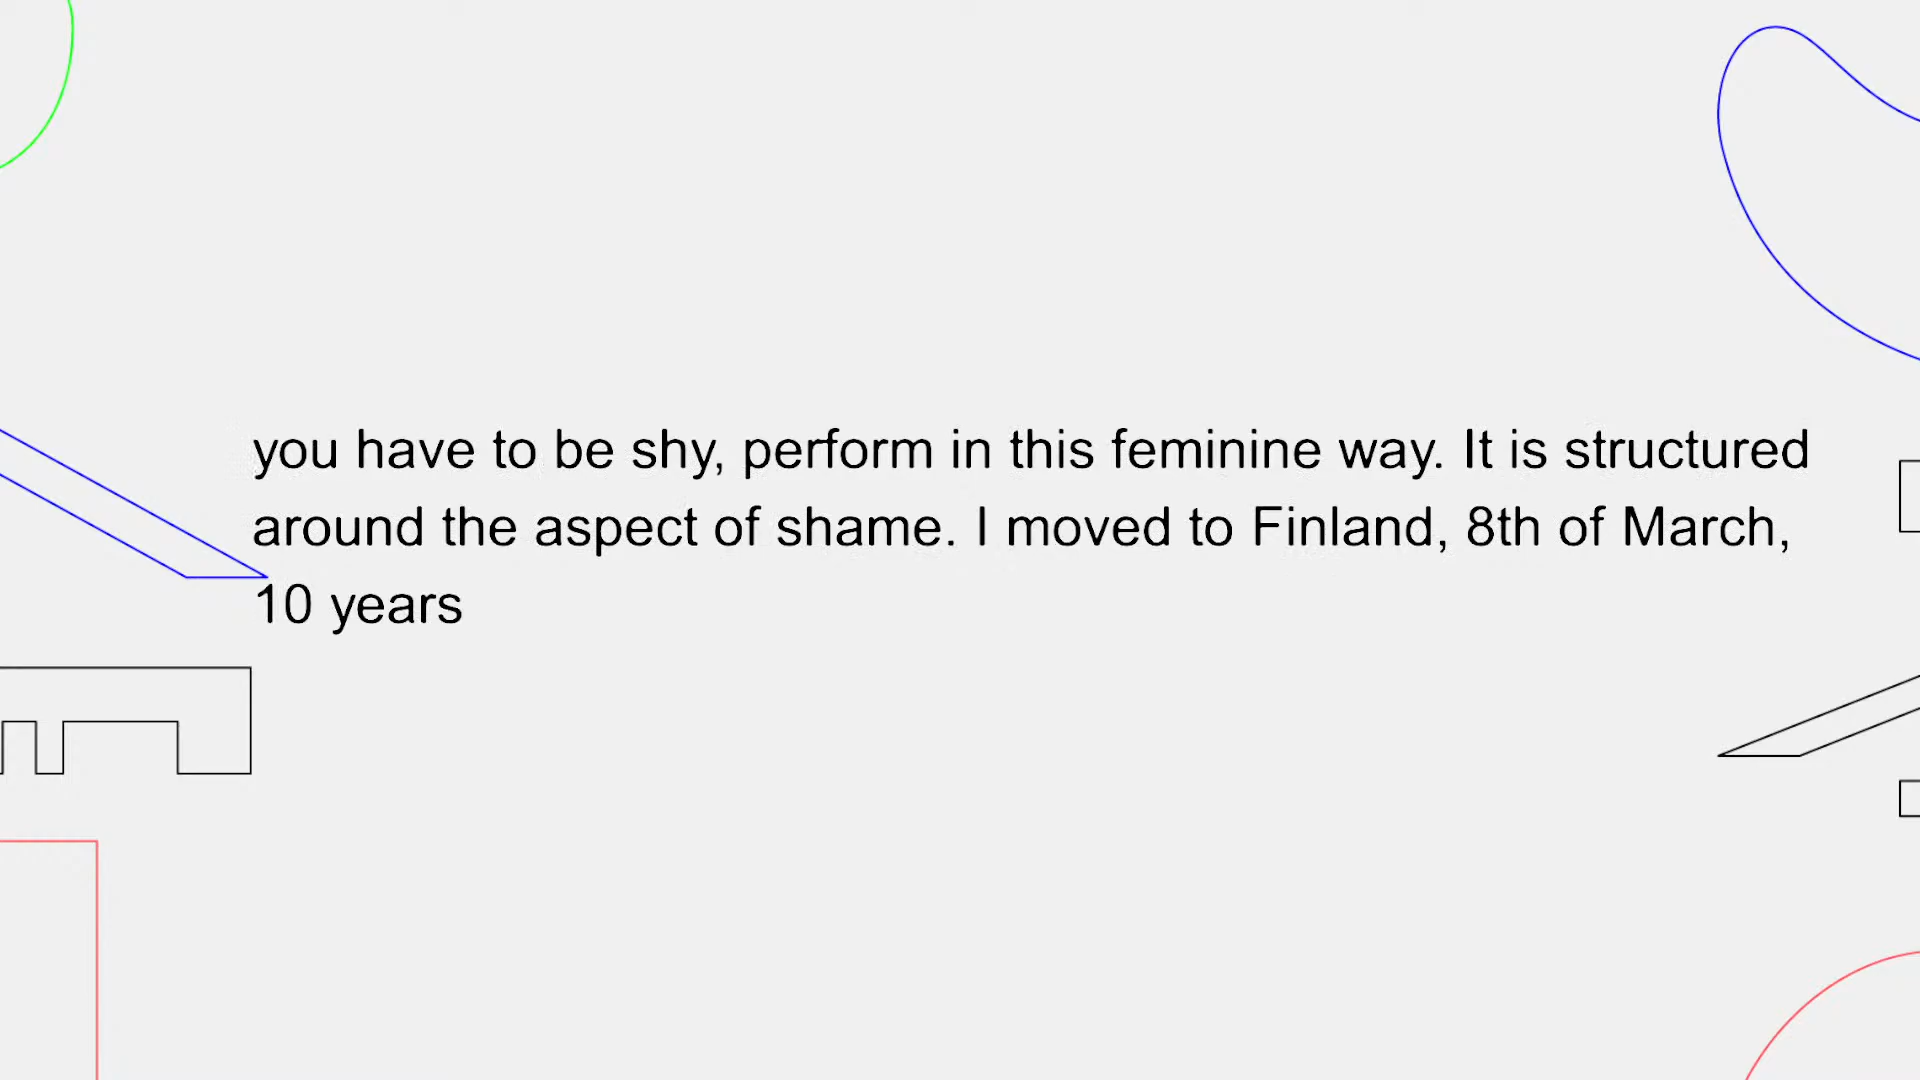 you have to be shy, perform in this feminine way. It is structured
around the aspect of shame. I moved to Finland, 8th of March,
10 years